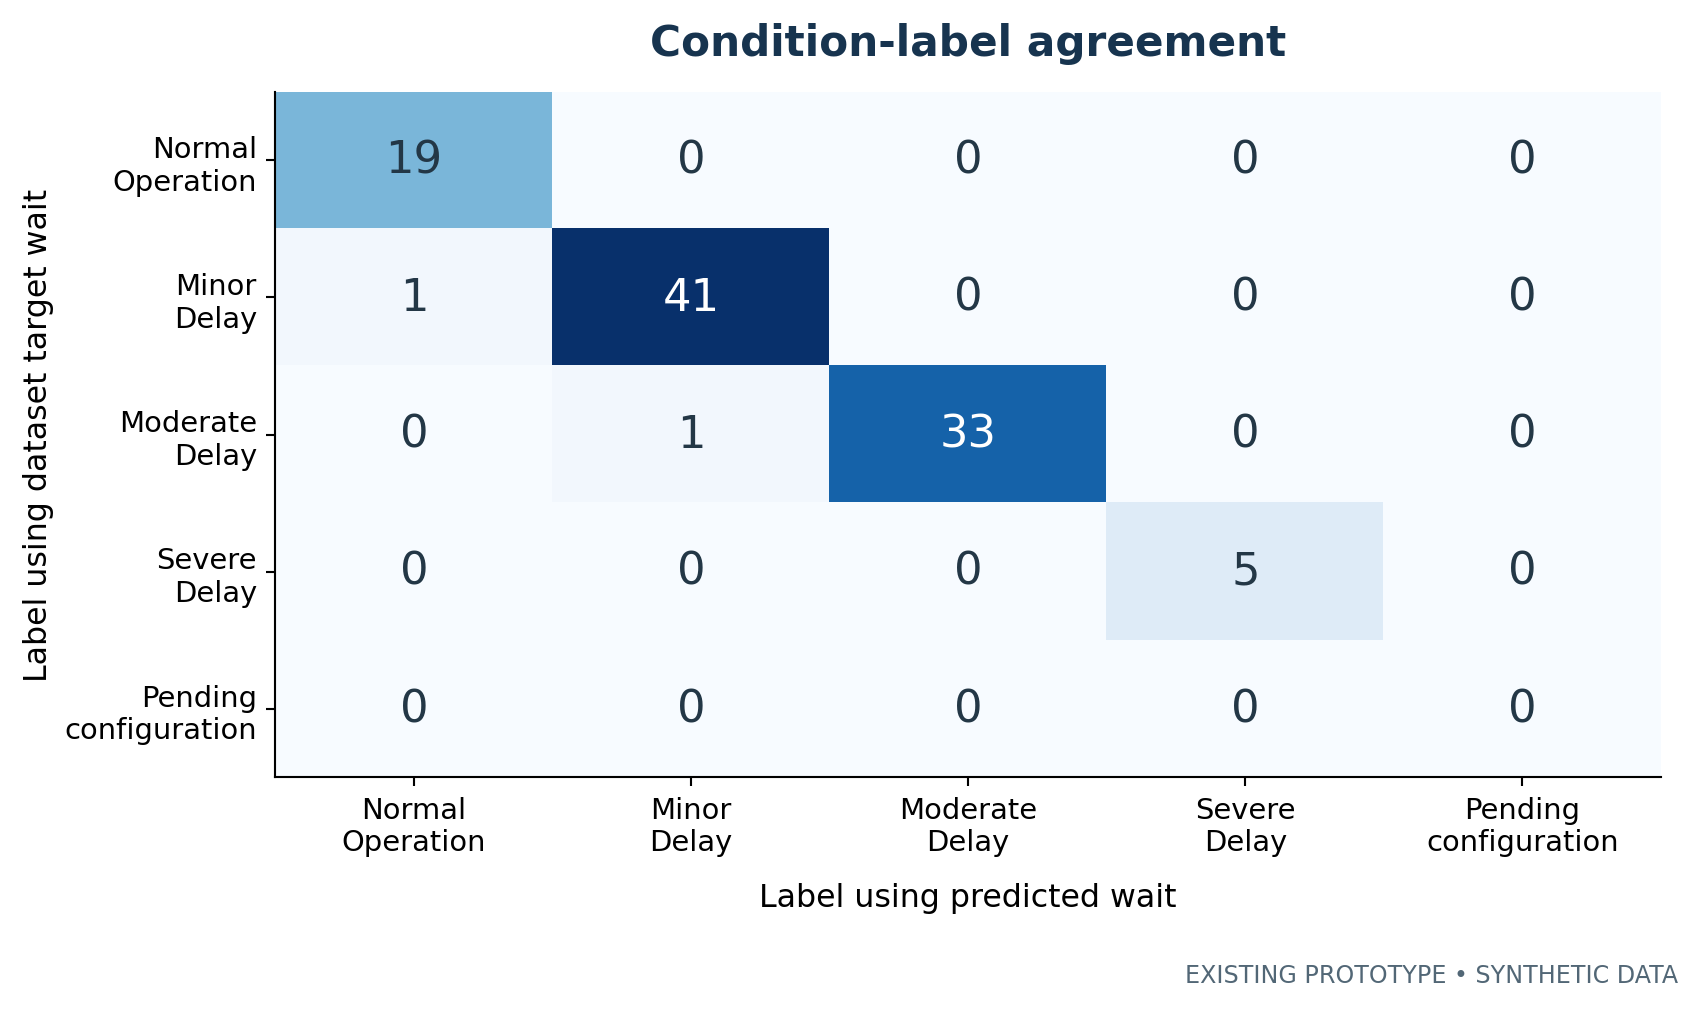 Condition-label agreement
Label using dataset target wait
Normal
Operation
19 0 0 0 0
Minor
Delay
1 41 0 0 0
Moderate
Delay
0 1 33 0 0
Severe
Delay
0 0 0 5 0
Pending
configuration
0 0 0 0 0
Normal
Operation
Minor
Delay
Moderate
Delay
Severe
Delay
Pending
configuration
Label using predicted wait
EXISTING PROTOTYPE • SYNTHETIC DATA